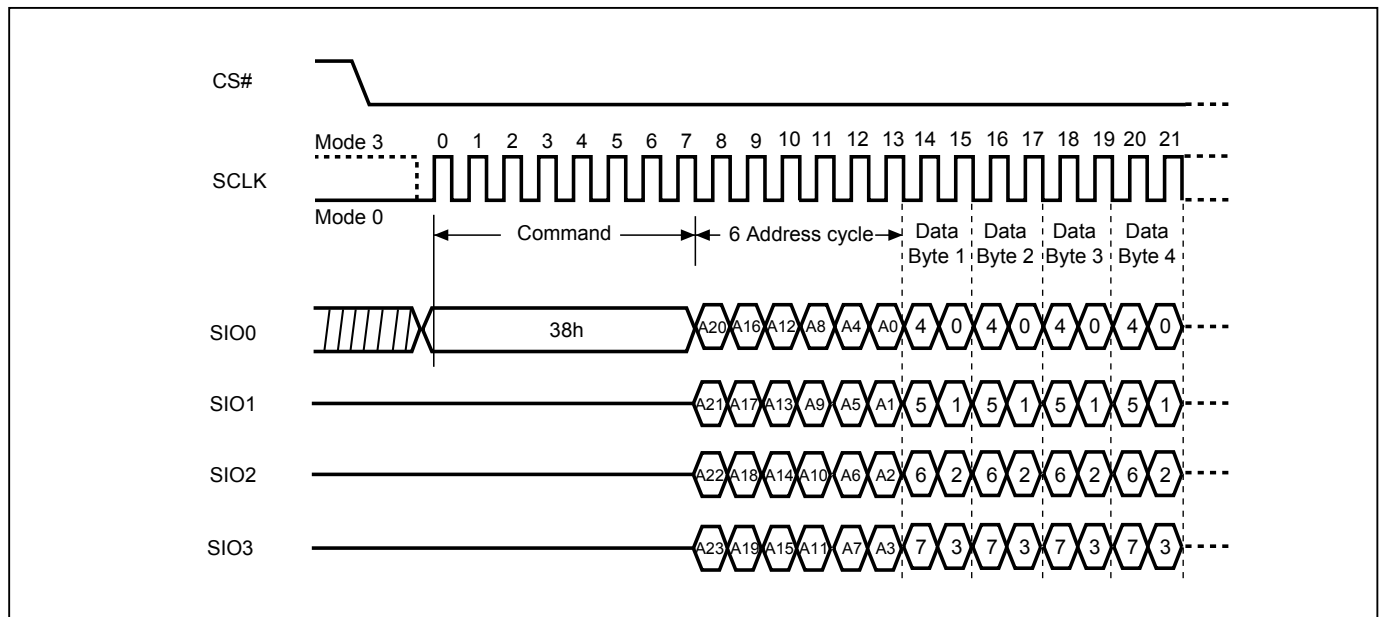 CS#
Mode 3
0 1 2 3 4 5 6 7 8 9 10 11 12 13 14 15 16 17 18 19 20 21
SCLK
Mode 0
Command 6 Address cycle Data Data Data Data
Byte 1 Byte 2 Byte 3 Byte 4
SIO0 38h A20 A16 A12 A8 A4 A0 4 0 4 0 4 0 4 0
SIO1 A21 A17 A13 A9 A5 A1 5 1 5 1 5 1 5 1
SIO2 A22 A18 A14 A10 A6 A2 6 2 6 2 6 2 6 2
SIO3 A23 A19 A15 A11 A7 A3 7 3 7 3 7 3 7 3